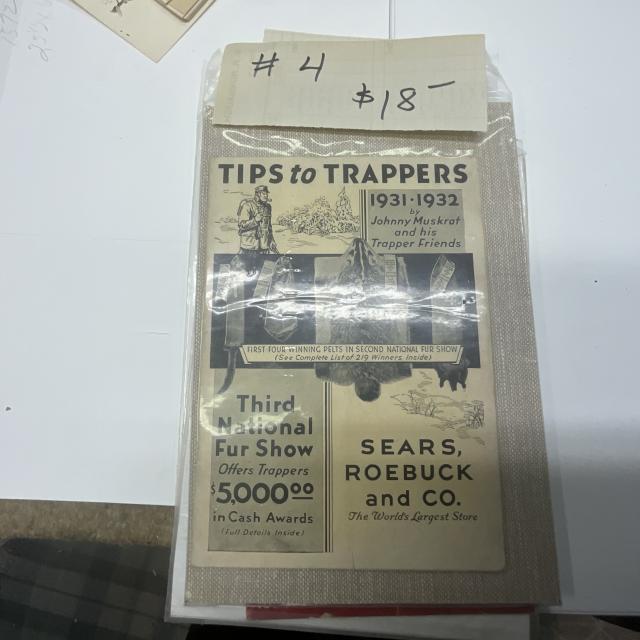 # 4
$18-
TIPS to TRAPPERS
1931-1932
by
Johnny Muskrat
and his
Trapper Friends
FIRST FOUR WINNING PELTS IN SECOND NATIONAL FUR SHOW
(See Complete List of 219 Winners Inside)
Third
National
Fur Show
Offers Trappers
$5,000.00
in Cash Awards
(Full Details Inside)
SEARS,
ROEBUCK
and CO.
The World's Largest Store